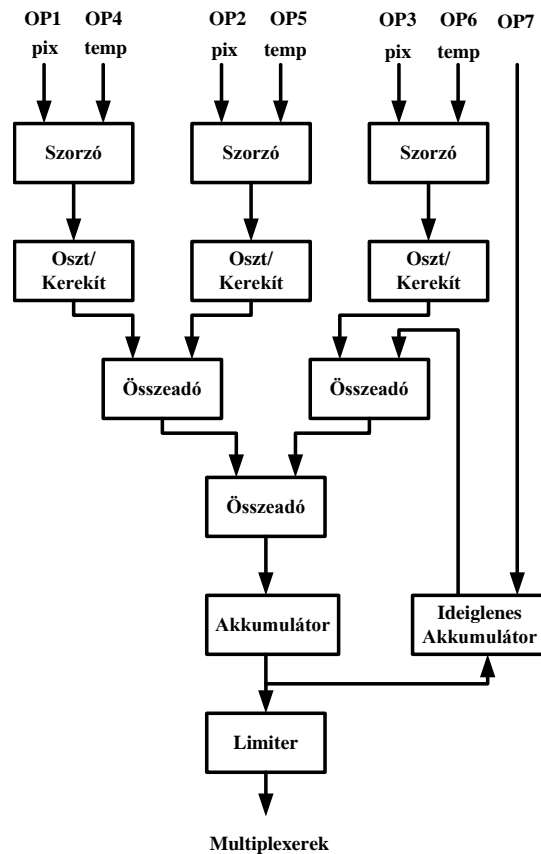 OP1 OP4 OP2 OP5 OP3 OP6 OP7
pix temp pix temp pix temp
Szorzó Szorzó Szorzó
Oszt/ Oszt/ Oszt/
Kerekít Kerekít Kerekít
Összeadó Összeadó
Összeadó
Akkumulátor
Ideiglenes
Akkumulátor
Limiter
Multiplexerek